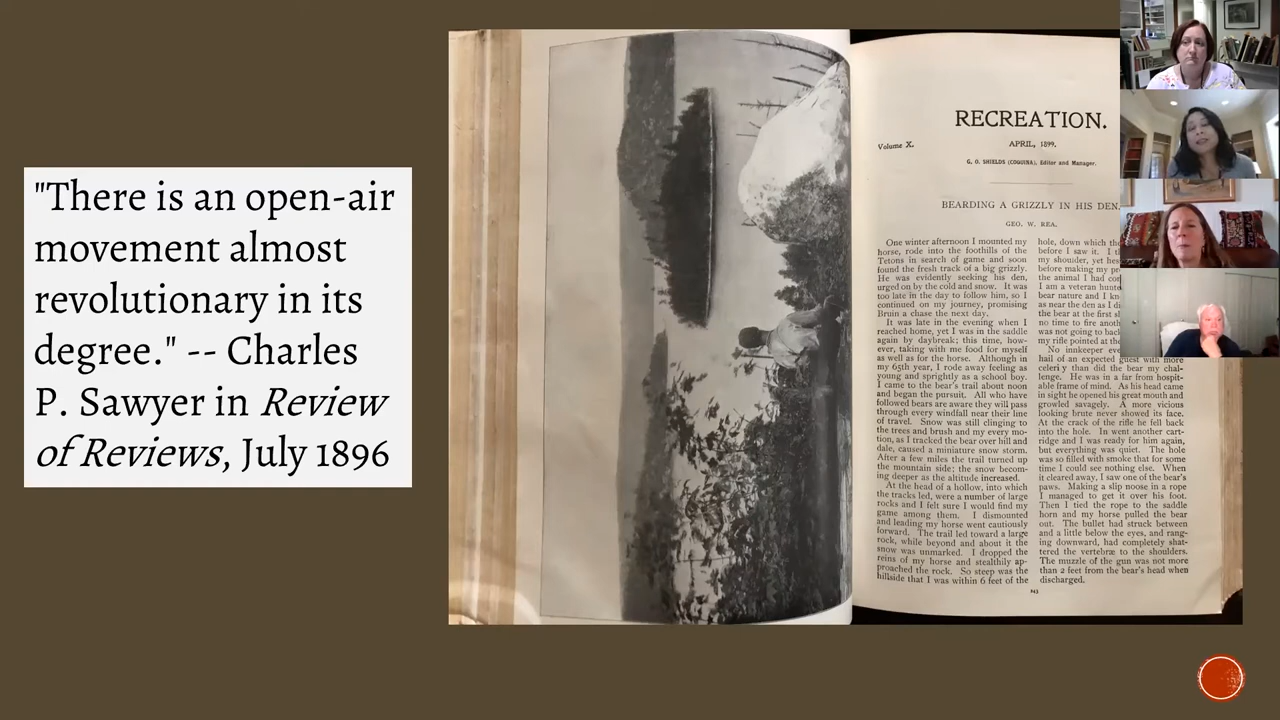 "There is an open-air
movement almost
revolutionary in its
degree." -- Charles
P. Sawyer in Review
of Reviews, July 1896
RECREATION.
Volume X.
APRIL, 1899.
G. O. SHIELDS (COQUINA), Editor and Manager.
BEARDING A GRIZZLY IN HIS DEN.
GEO. W. REA.
One winter afternoon I mounted my
horse, rode into the foothills of the
Tetons in search of game and soon
found the fresh track of a big grizzly.
He was evidently seeking his den,
urged on by the cold and snow. It was
too late in the day to follow him, so I
continued on my journey, promising
Bruin a chase the next day.
It was late in the evening when I
reached home, yet I was in the saddle
again by daybreak; this time, how-
ever, taking with me food for myself
as well as for the horse. Although in
my 65th year, I rode away feeling as
young and sprightly as a school boy.
I came to the bear's trail about noon
and began the pursuit. All who have
followed bears are aware they will pass
through every windfall near their line
of travel. Snow was still clinging to
the trees and brush and my every mo-
tion, as I tracked the bear over hill and
dale, caused a miniature snow storm.
After a few miles the trail turned up
the mountain side; the snow becom-
ing deeper as the altitude increased.
At the head of a hollow, into which
the tracks led, were a number of large
rocks and I felt sure I would find my
game among them. I dismounted
and leading my horse went cautiously
forward. The trail led toward a large
rock, while beyond and about it the
snow was unmarked. I dropped the
reins of my horse and stealthily ap-
proached the rock. So steep was the
hillside that I was within 6 feet of the
hole, down which the
before I saw it. I
my shoulder, yet
before making my
the animal I had
I am a veteran
bear nature and I
as near the den as I
the bear at the first
no time to fire
was not going to
my rifle pointed at the
No innkeeper
hail of an expected guest with more
celerity than did the bear my chal-
lenge. He was in a far from hospit-
able frame of mind. As his head came
in sight he opened his great mouth and
growled savagely. A more vicious
looking brute never showed its face.
At the crack of the rifle he fell back
into the hole. In went another cart-
ridge and I was ready for him again,
but everything was quiet. The hole
was so filled with smoke that for some
time I could see nothing else. When
it cleared away, I saw one of the bear's
paws. Making a slip noose in a rope
I managed to get it over his foot.
Then I tied the rope to the saddle
horn and my horse pulled the bear
out. The bullet had struck between
and a little below the eyes, and rang-
ing downward, had completely shat-
tered the vertebræ to the shoulders.
The muzzle of the gun was not more
than 2 feet from the bear's head when
discharged.
243